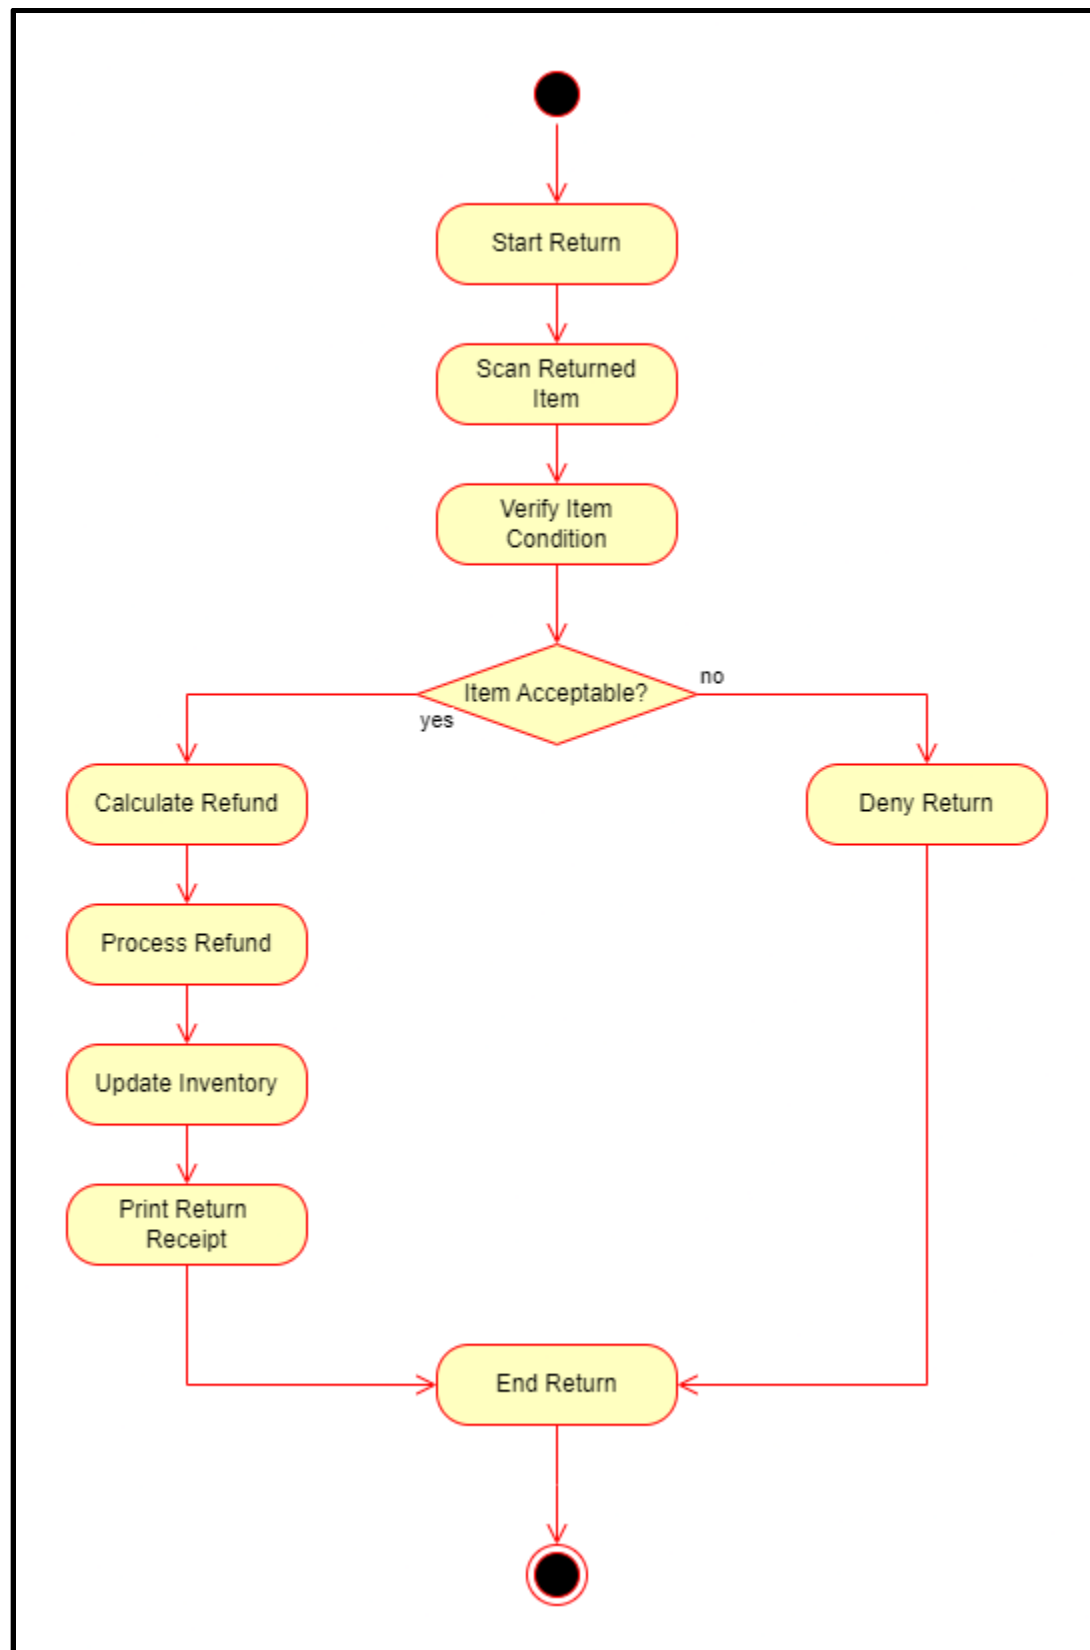 Start Return
Scan Returned
Item
Verify Item
Condition
Item Acceptable?
yes
no
Calculate Refund
Deny Return
Process Refund
Update Inventory
Print Return
Receipt
End Return